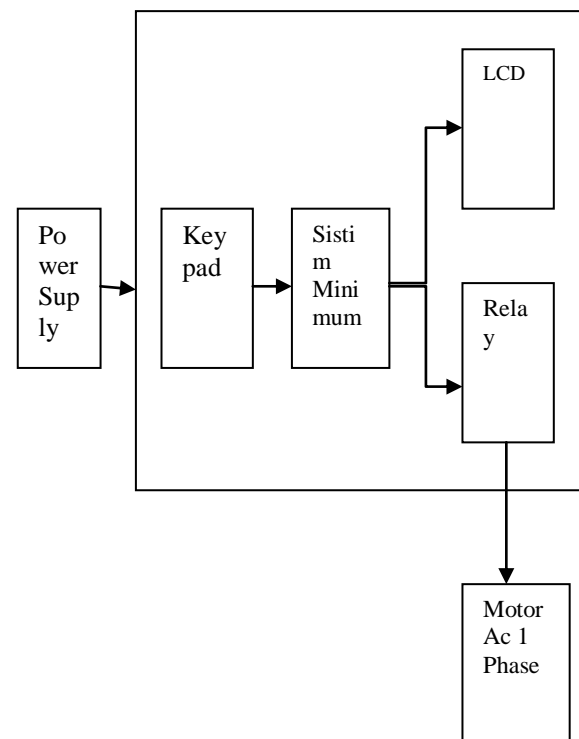 LCD
Po
wer
Sup
ly
Key
pad
Sisti
m
Mini
mum
Rela
y
Motor
Ac 1
Phase